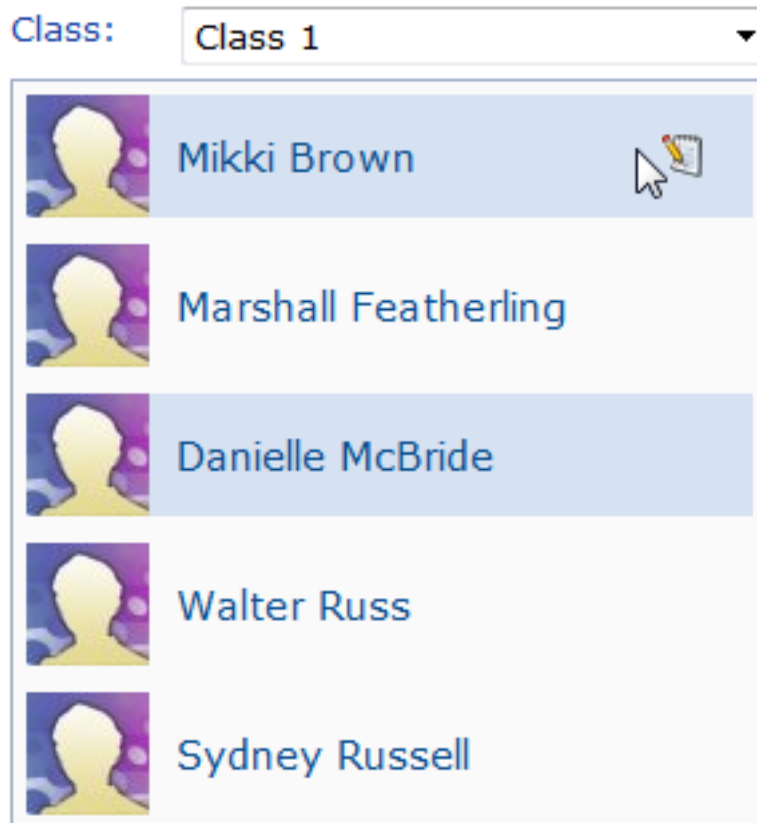 Class: Class 1
Mikki Brown
Marshall Featherling
Danielle McBride
Walter Russ
Sydney Russell